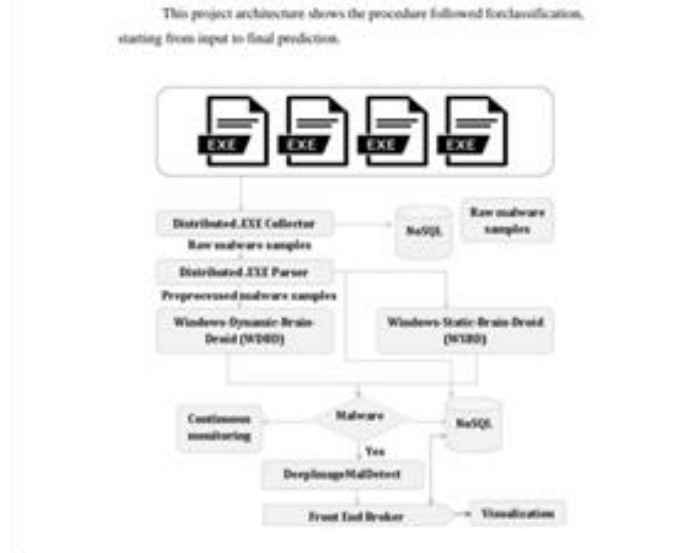 This project architecture shows the procedure followed forclassification,
starting from input to final prediction.
EXE EXE EXE EXE
Distributed .EXE Collector
NoSQL
Raw malware
samples
Raw malware samples
Distributed .EXE Parser
Preprocessed malware samples
Windows-Dynamic-Brain-
Droid (WDBD)
Windows-Static-Brain-Droid
(WSBD)
Continuous
monitoring
Malware
NoSQL
Yes
DeepImageMalDetect
Front End Broker
Visualization